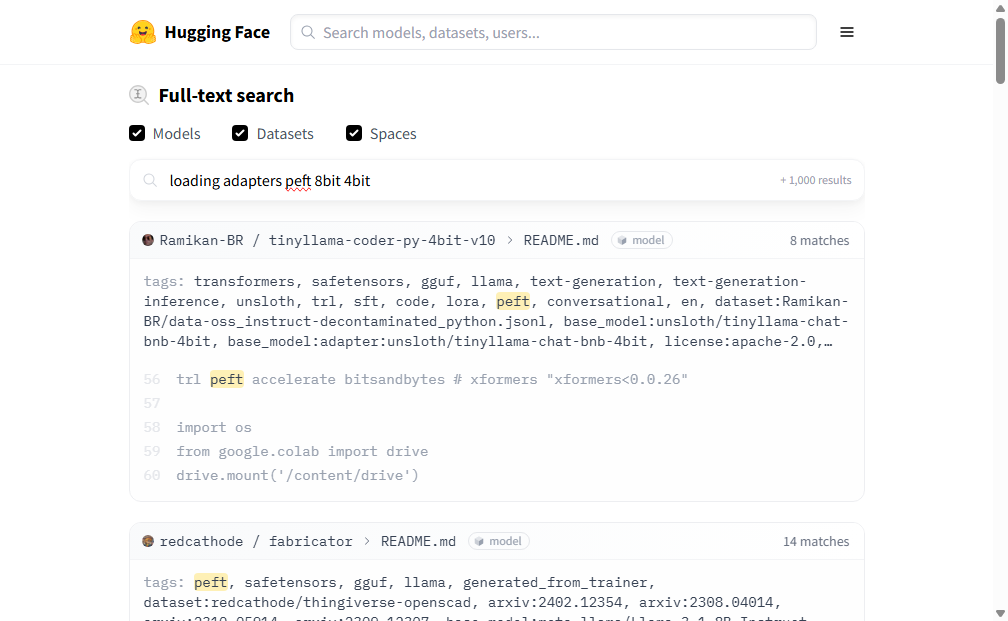 Hugging Face
Search models, datasets, users...
Full-text search
Models Datasets Spaces
loading adapters peft 8bit 4bit
+ 1,000 results
Ramikan-BR / tinyllama-coder-py-4bit-v10 > README.md model 8 matches
tags: transformers, safetensors, gguf, llama, text-generation, text-generation-
inference, unsloth, trl, sft, code, lora, peft, conversational, en, dataset:Ramikan-
BR/data-oss_instruct-decontaminated_python.jsonl, base_model:unsloth/tinyllama-chat-
bnb-4bit, base_model:adapter:unsloth/tinyllama-chat-bnb-4bit, license:apache-2.0,…
56 trl peft accelerate bitsandbytes # xformers "xformers<0.0.26"
57
58 import os
59 from google.colab import drive
60 drive.mount('/content/drive')
redcathode / fabricator > README.md model 14 matches
tags: peft, safetensors, gguf, llama, generated_from_trainer,
dataset:redcathode/thingiverse-openscad, arxiv:2402.12354, arxiv:2308.04014,